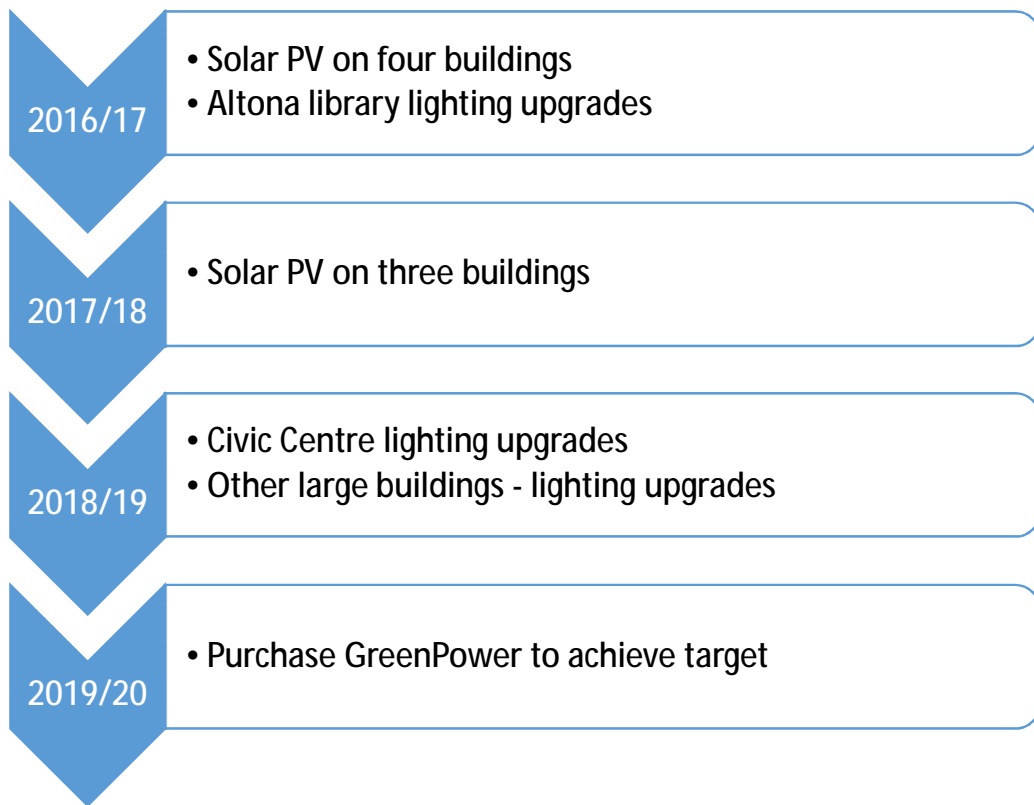 2016/17
• Solar PV on four buildings
• Altona library lighting upgrades
2017/18
• Solar PV on three buildings
2018/19
• Civic Centre lighting upgrades
• Other large buildings - lighting upgrades
2019/20
• Purchase GreenPower to achieve target